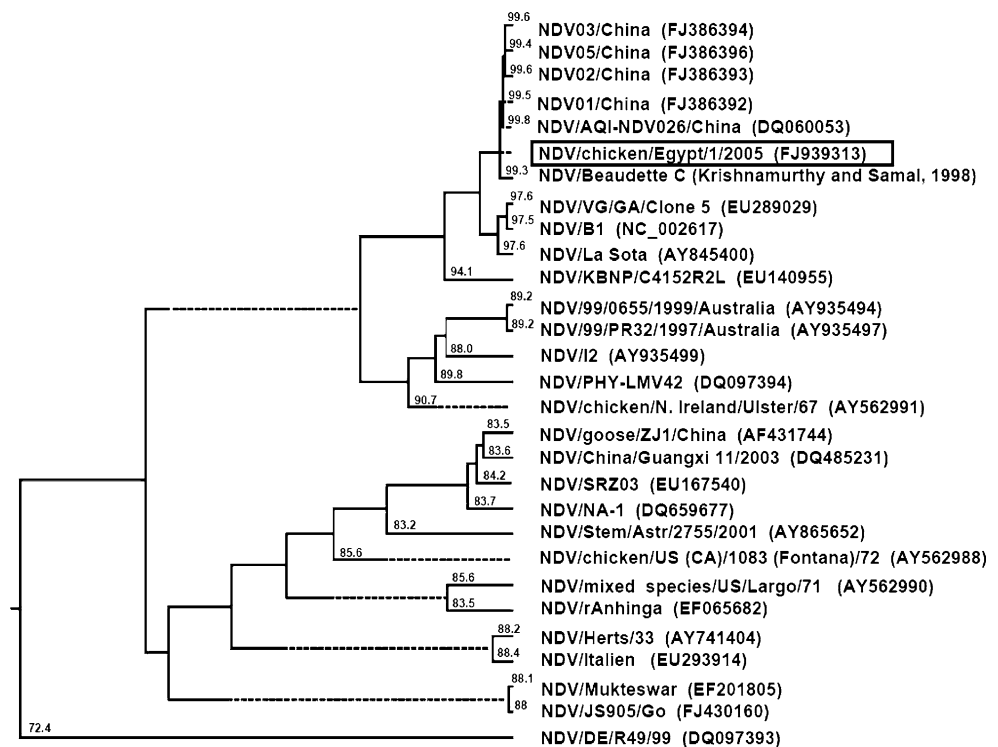 99.6 NDV03/China (FJ386394)
99.4 NDV05/China (FJ386396)
99.6 NDV02/China (FJ386393)
99.5 NDV01/China (FJ386392)
99.8 NDV/AQI-NDV026/China (DQ060053)
NDV/chicken/Egypt/1/2005 (FJ939313)
99.3 NDV/Beaudette C (Krishnamurthy and Samal, 1998)
97.6 NDV/VG/GA/Clone 5 (EU289029)
97.5 NDV/B1 (NC_002617)
97.6 NDV/La Sota (AY845400)
94.1 NDV/KBNP/C4152R2L (EU140955)
89.2 NDV/99/0655/1999/Australia (AY935494)
89.2 NDV/99/PR32/1997/Australia (AY935497)
88.0 NDV/I2 (AY935499)
89.8 NDV/PHY-LMV42 (DQ097394)
90.7 NDV/chicken/N. Ireland/Ulster/67 (AY562991)
83.5 NDV/goose/ZJ1/China (AF431744)
83.6 NDV/China/Guangxi 11/2003 (DQ485231)
84.2 NDV/SRZ03 (EU167540)
83.7 NDV/NA-1 (DQ659677)
83.2 NDV/Stem/Astr/2755/2001 (AY865652)
85.6 NDV/chicken/US (CA)/1083 (Fontana)/72 (AY562988)
85.6 NDV/mixed species/US/Largo/71 (AY562990)
83.5 NDV/rAnhinga (EF065682)
88.2 NDV/Herts/33 (AY741404)
88.4 NDV/Italien (EU293914)
88.1 NDV/Mukteswar (EF201805)
88 NDV/JS905/Go (FJ430160)
72.4 NDV/DE/R49/99 (DQ097393)